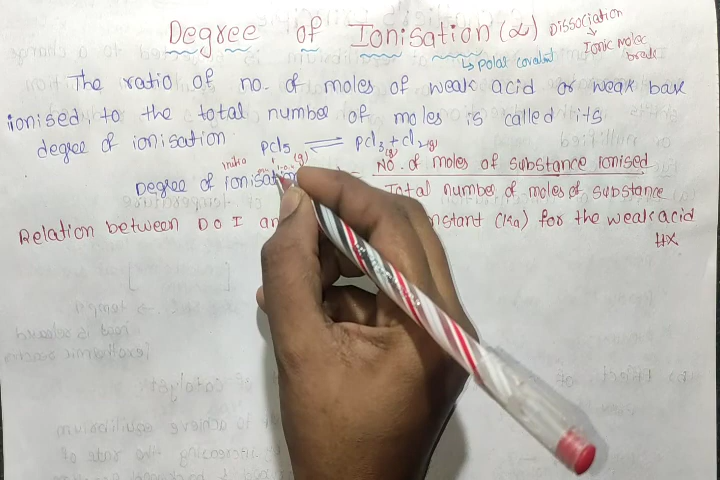 Degree of Ionisation (α) Dissociation
↓
Ionic molec
break
↳ Polar covalent
The ratio of no. of moles of weak acid or weak base
ionised to the total number of moles is called its
degree of ionisation
PCl5 ⇌ PCl3 + Cl2(g)
(g) (g)
Degree of ionisation = No. of moles of substance ionised
Total number of moles of substance
Relation between D O I an nstant (Ka) for the weak acid
HX